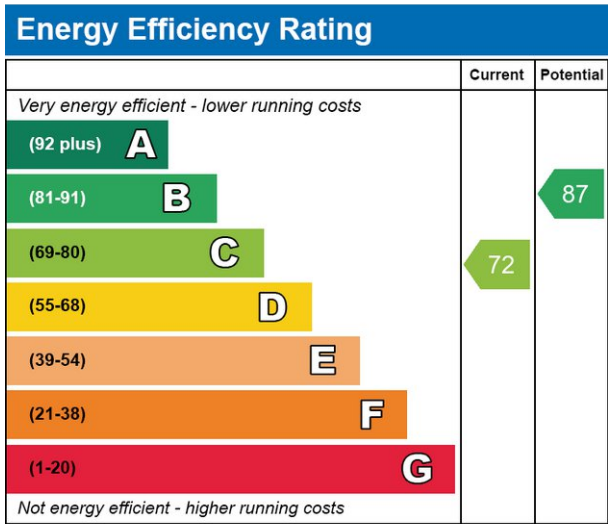 Energy Efficiency Rating
Current Potential
Very energy efficient - lower running costs
(92 plus) A
(81-91) B 87
(69-80) C 72
(55-68) D
(39-54) E
(21-38) F
(1-20) G
Not energy efficient - higher running costs